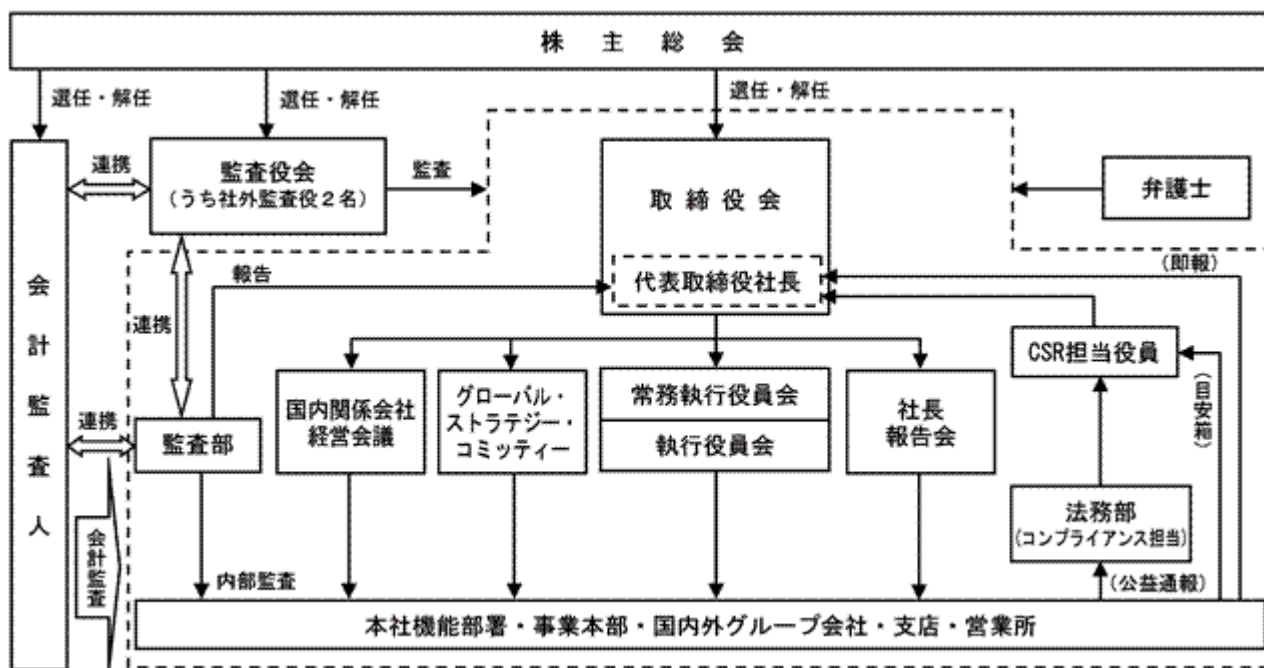 株主総会
選任・解任
選任・解任
選任・解任
連携
監査役会
(うち社外監査役2名)
監査
取締役会
弁護士
(即報)
報告
代表取締役社長
連携
CSR担当役員
(目安箱)
国内関係会社
経営会議
グローバル・
ストラテジー・
コミッティー
常務執行役員会
執行役員会
社長
報告会
連携
監査部
会計監査人
会計監査
法務部
(コンプライアンス担当)
内部監査
(公益通報)
本社機能部署・事業本部・国内外グループ会社・支店・営業所